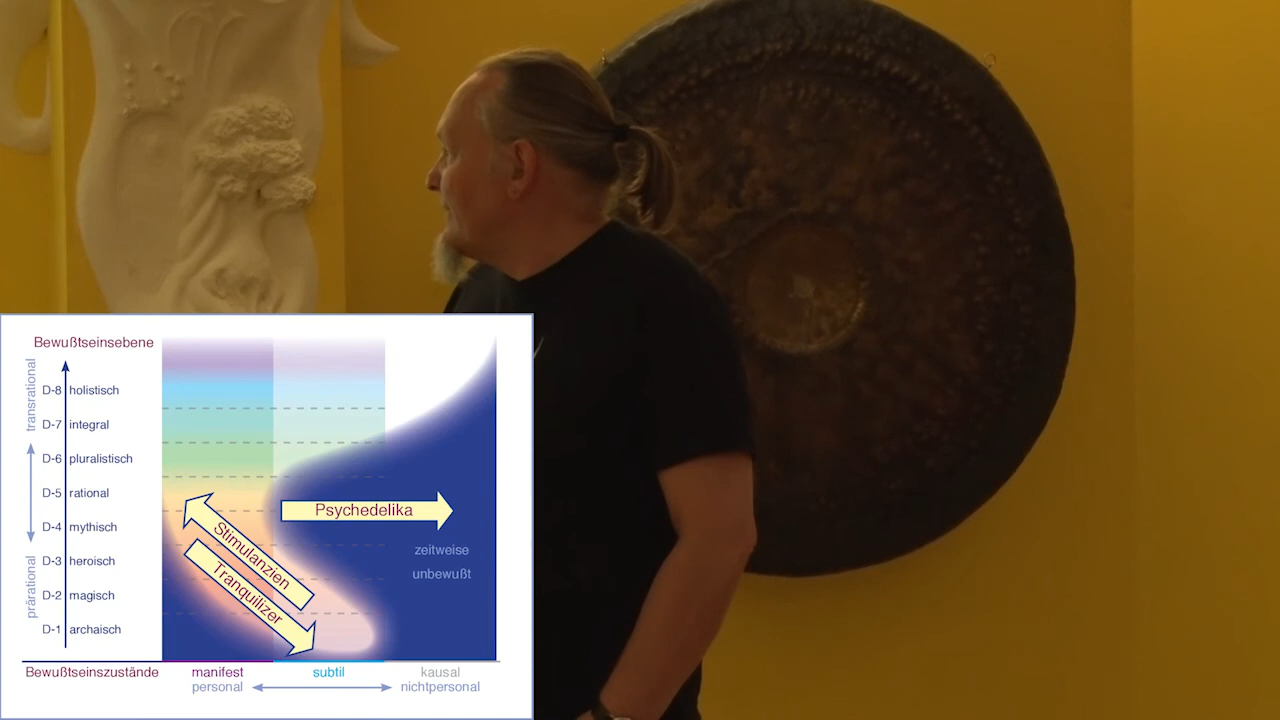 Bewußtseinsebene
transrational
prärational
D-8 holistisch
D-7 integral
D-6 pluralistisch
D-5 rational
D-4 mythisch
D-3 heroisch
D-2 magisch
D-1 archaisch
Psychedelika
Stimulanzien
Tranquilizer
zeitweise
unbewußt
Bewußtseinszustände manifest subtil kausal
personal nichtpersonal